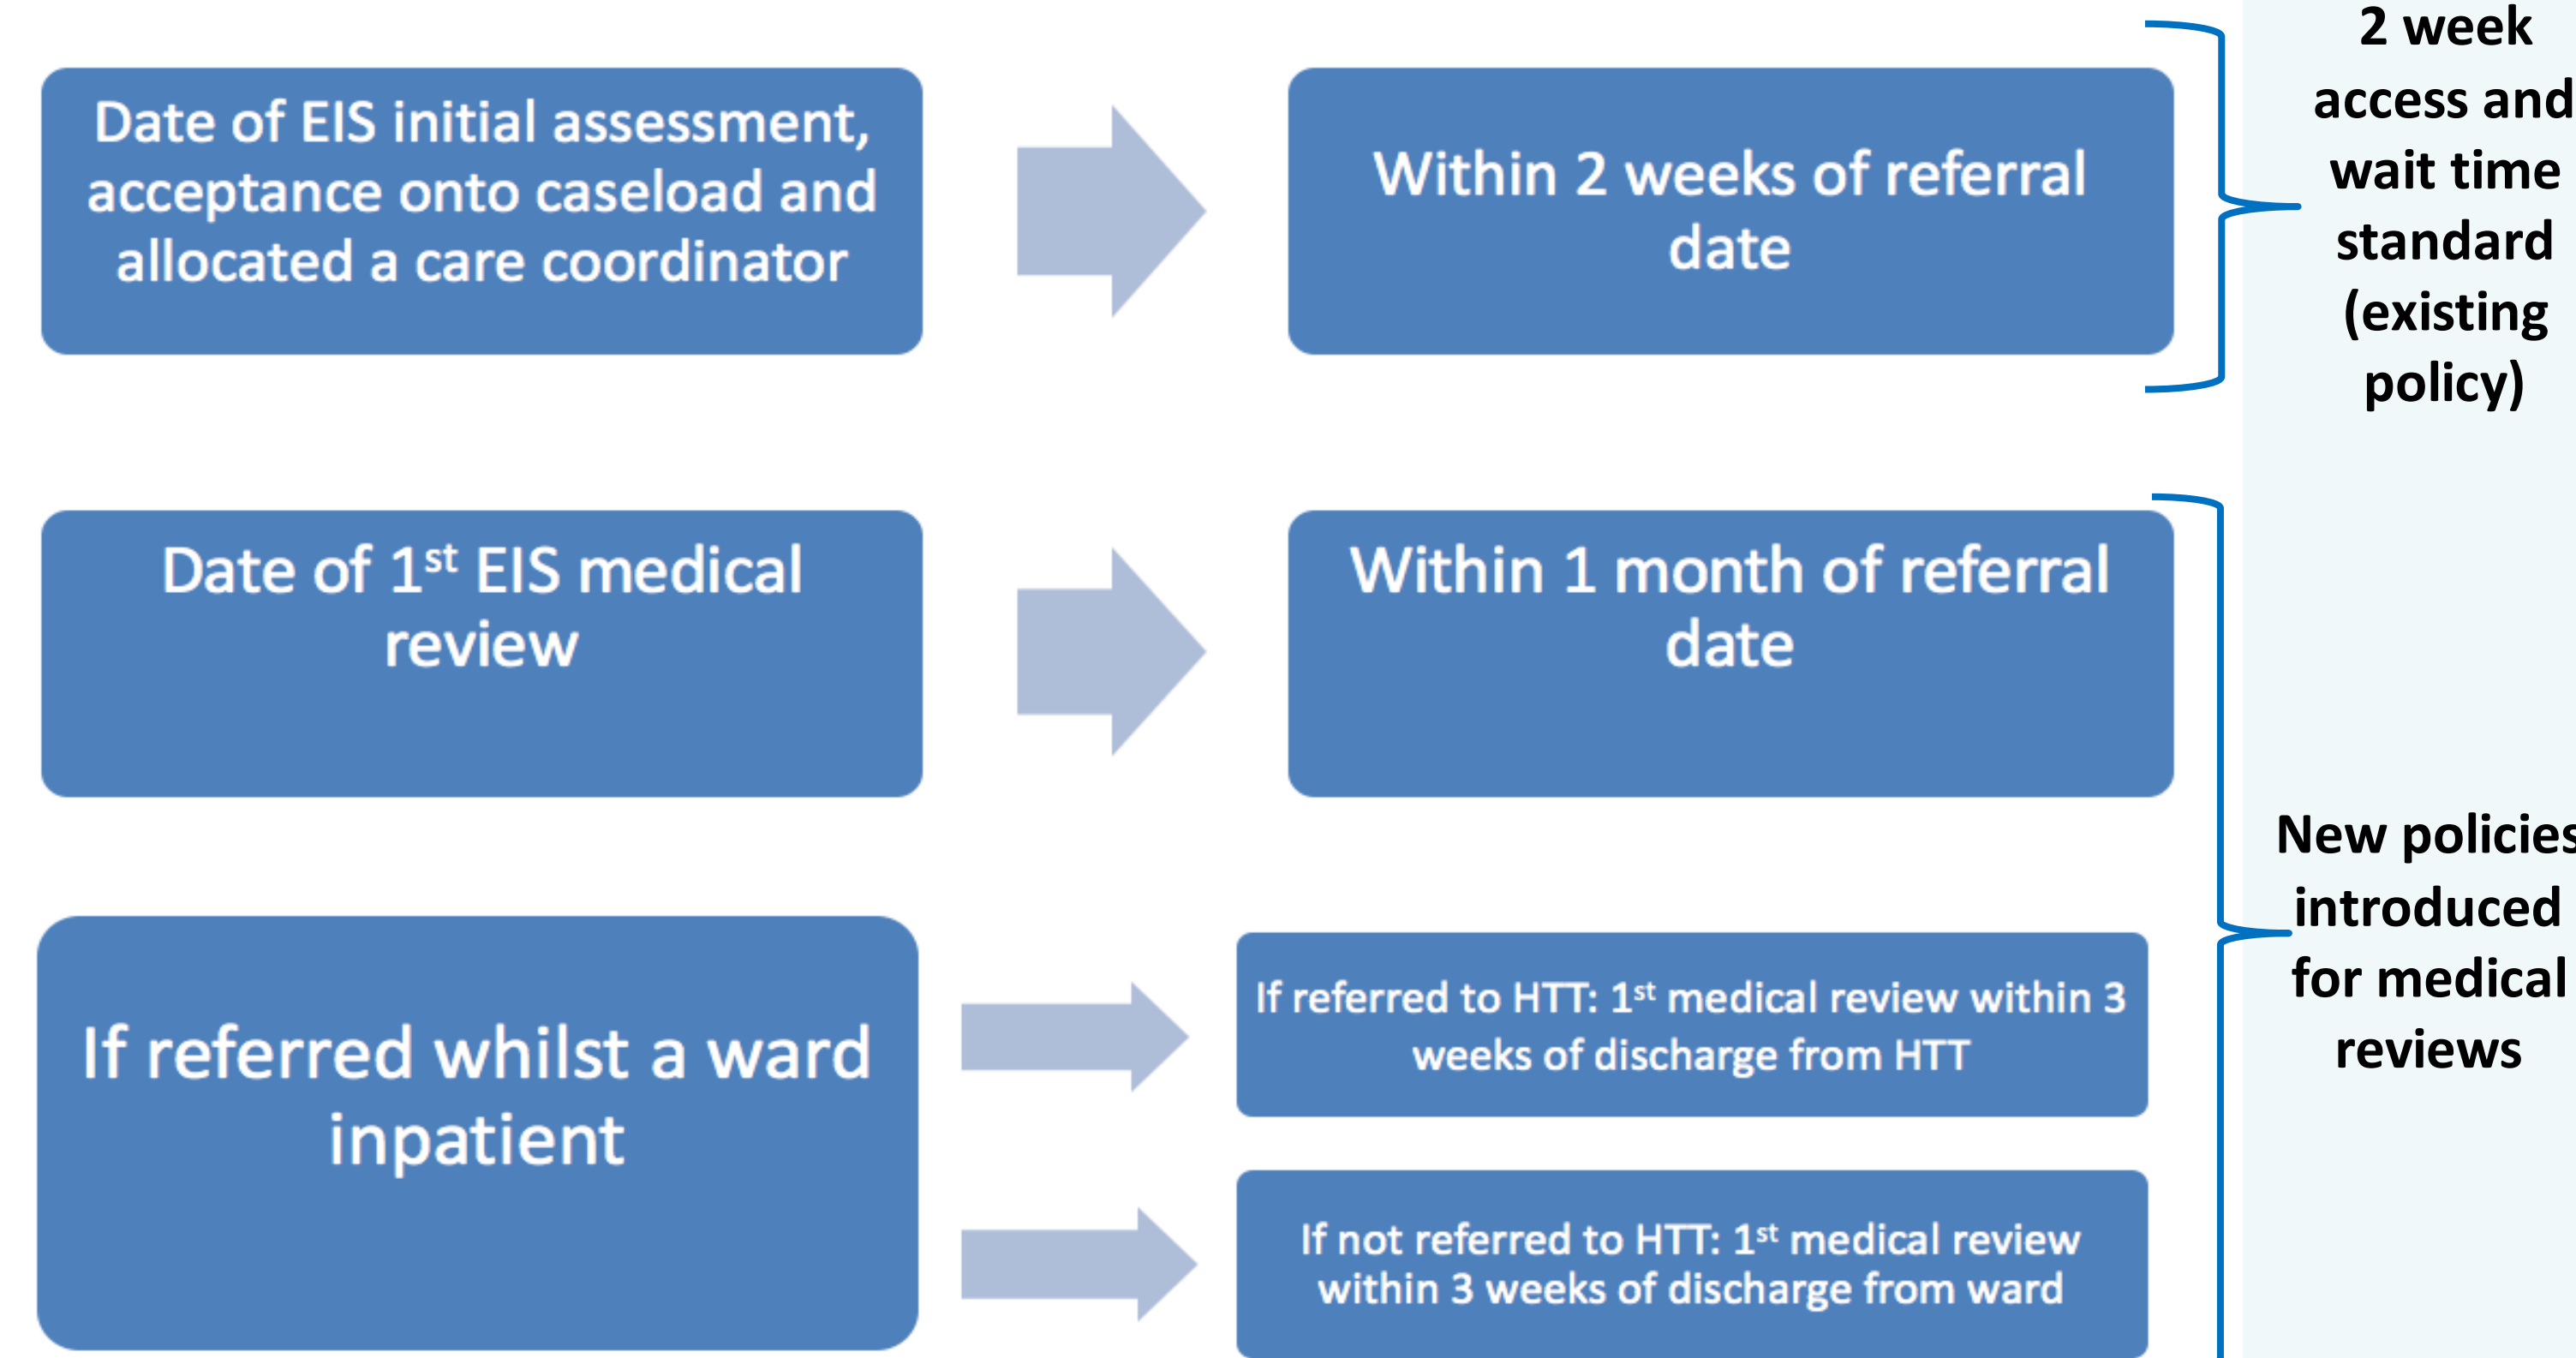 Date of EIS initial assessment,
acceptance onto caseload and
allocated a care coordinator
Within 2 weeks of referral
date
2 week
access and
wait time
standard
(existing
policy)
Date of 1st EIS medical
review
Within 1 month of referral
date
If referred whilst a ward
inpatient
If referred to HTT: 1st medical review within 3
weeks of discharge from HTT
If not referred to HTT: 1st medical review
within 3 weeks of discharge from ward
New policies
introduced
for medical
reviews